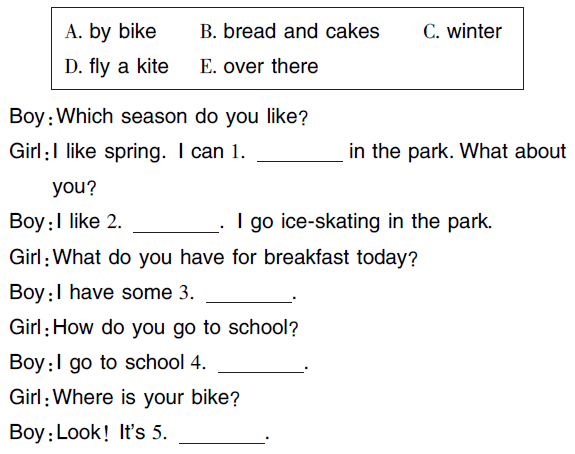 A. by bike B. bread and cakes C. winter
D. fly a kite E. over there
Boy:Which season do you like?
Girl:I like spring. I can 1. ________ in the park. What about
you?
Boy:I like 2. ________. I go ice-skating in the park.
Girl:What do you have for breakfast today?
Boy:I have some 3. ________.
Girl:How do you go to school?
Boy:I go to school 4. ________.
Girl:Where is your bike?
Boy:Look! It's 5. ________.